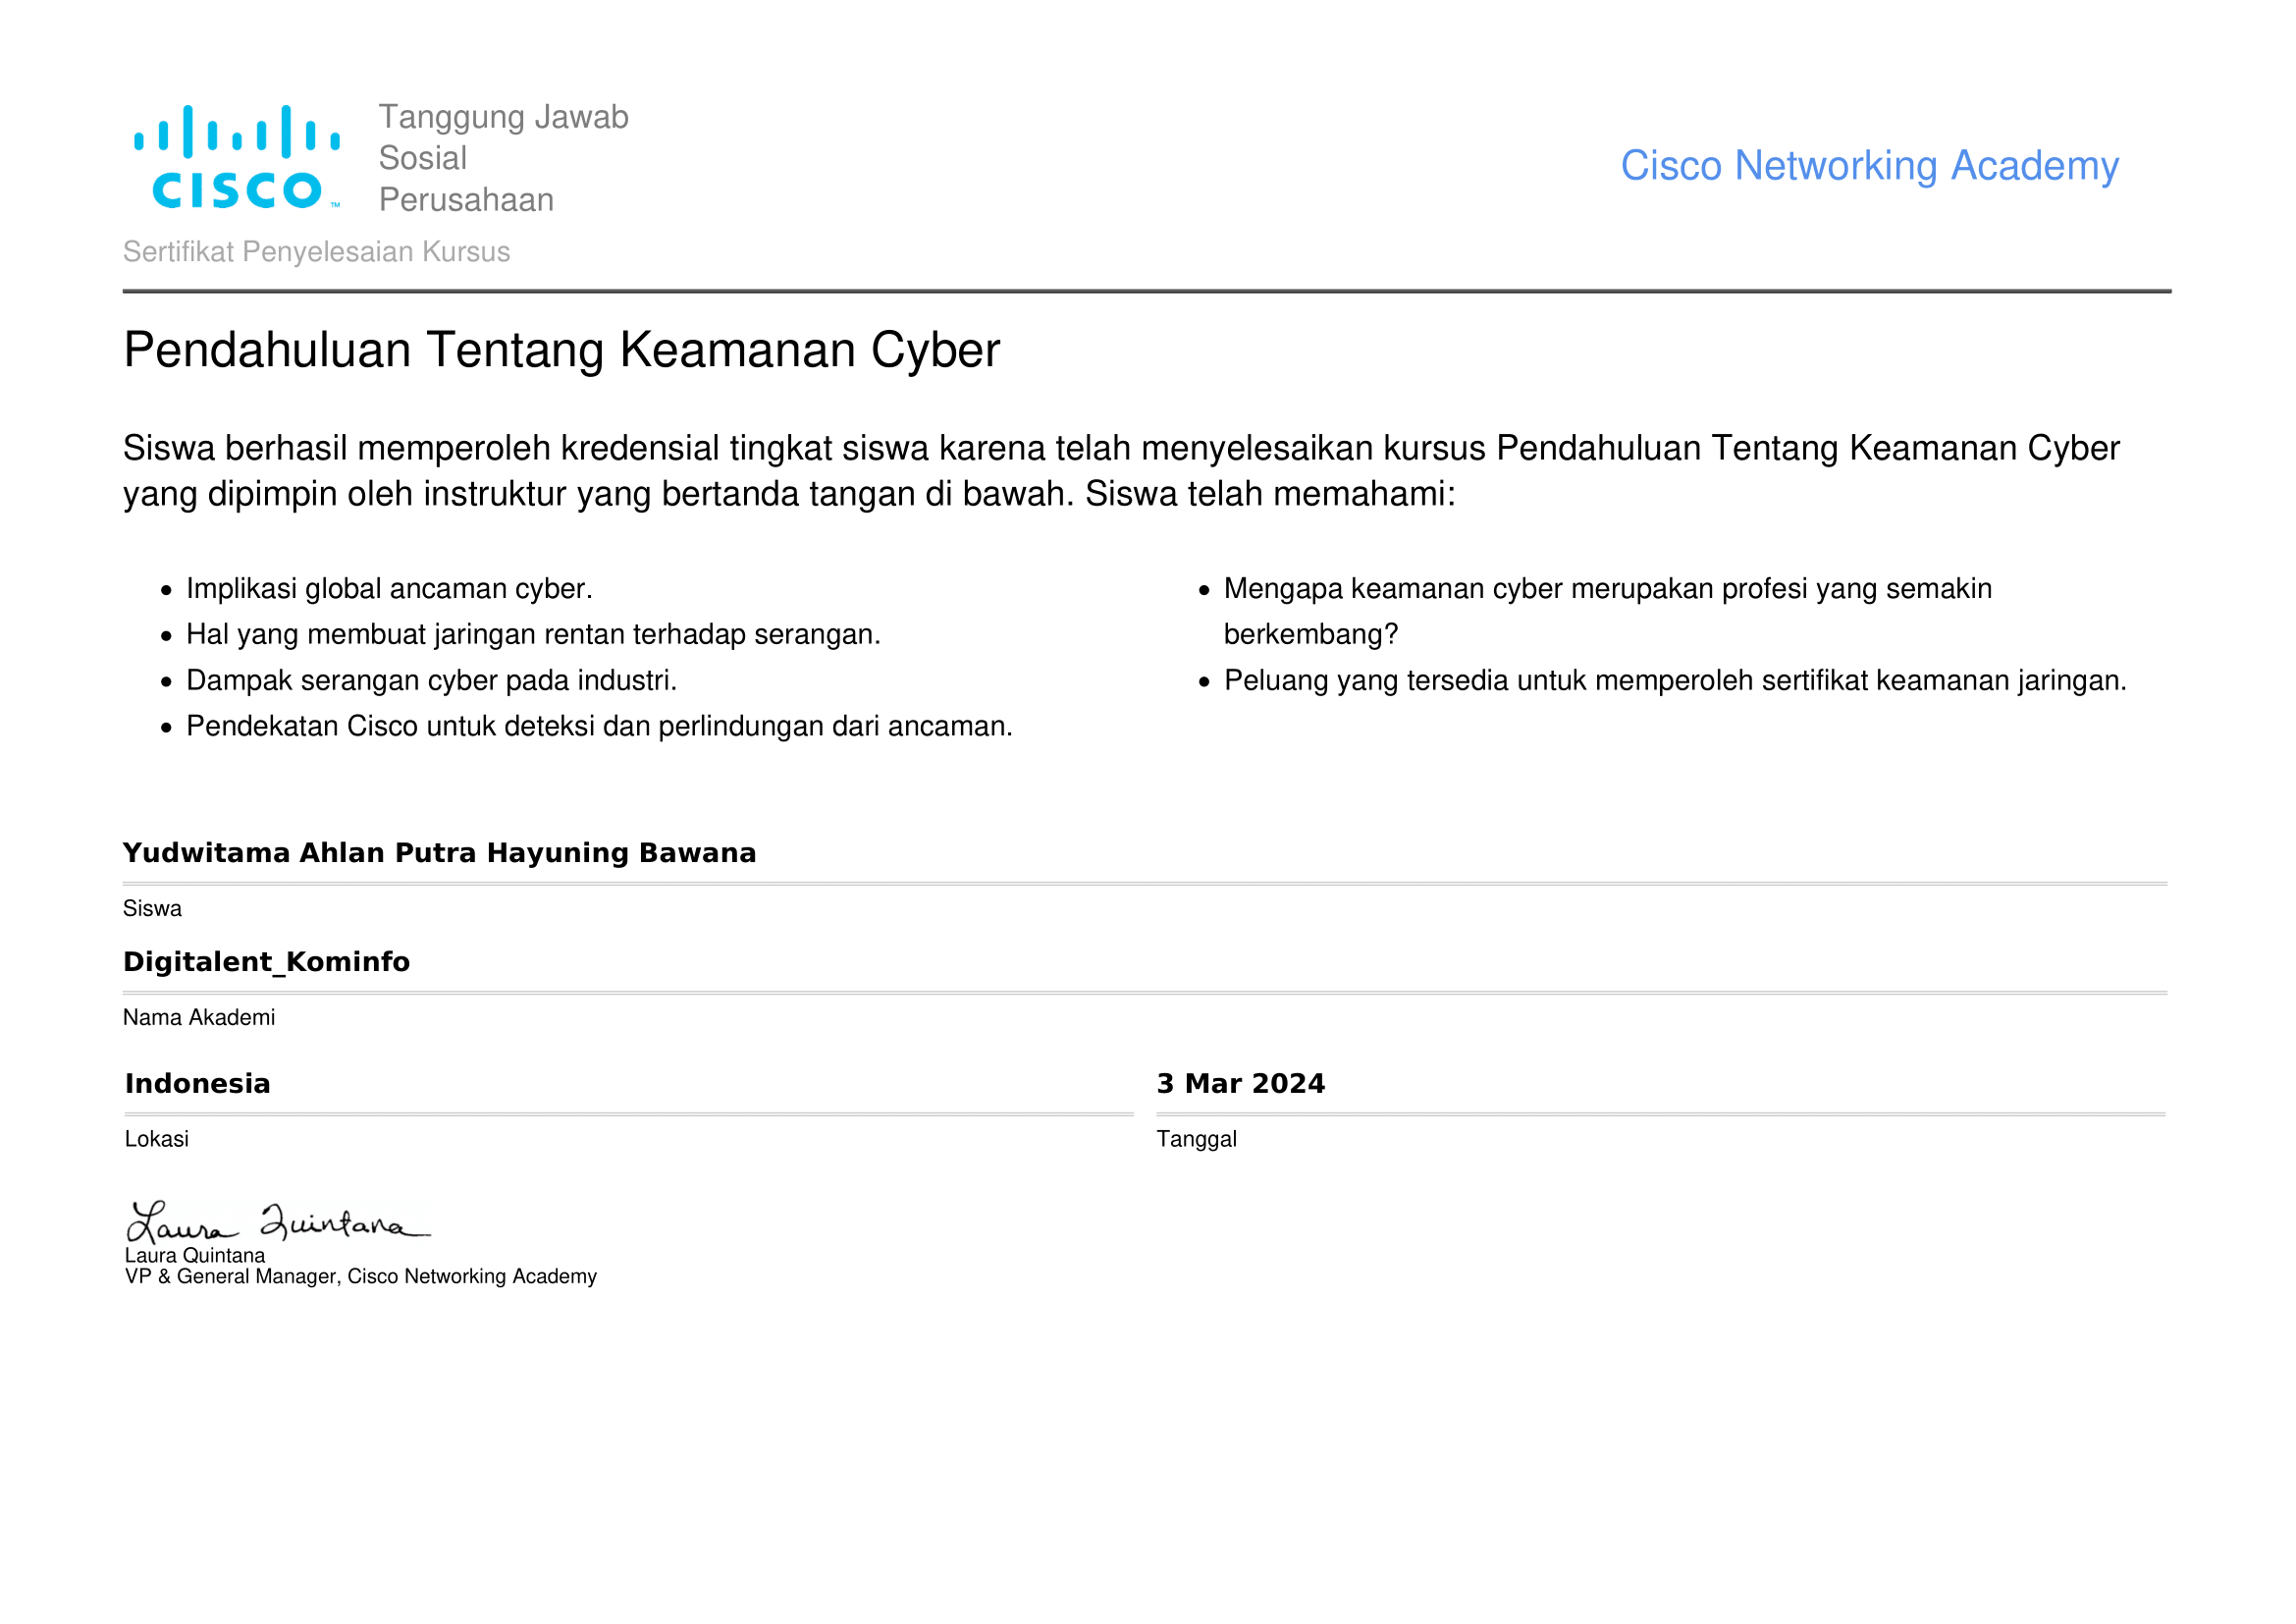 Tanggung Jawab
Sosial
Perusahaan
CISCO™
Cisco Networking Academy
Sertifikat Penyelesaian Kursus
Pendahuluan Tentang Keamanan Cyber
Siswa berhasil memperoleh kredensial tingkat siswa karena telah menyelesaikan kursus Pendahuluan Tentang Keamanan Cyber
yang dipimpin oleh instruktur yang bertanda tangan di bawah. Siswa telah memahami:
• Implikasi global ancaman cyber.
• Hal yang membuat jaringan rentan terhadap serangan.
• Dampak serangan cyber pada industri.
• Pendekatan Cisco untuk deteksi dan perlindungan dari ancaman.
• Mengapa keamanan cyber merupakan profesi yang semakin
berkembang?
• Peluang yang tersedia untuk memperoleh sertifikat keamanan jaringan.
Yudwitama Ahlan Putra Hayuning Bawana
Siswa
Digitalent_Kominfo
Nama Akademi
Indonesia
Lokasi
3 Mar 2024
Tanggal
Laura Quintana
Laura Quintana
VP & General Manager, Cisco Networking Academy